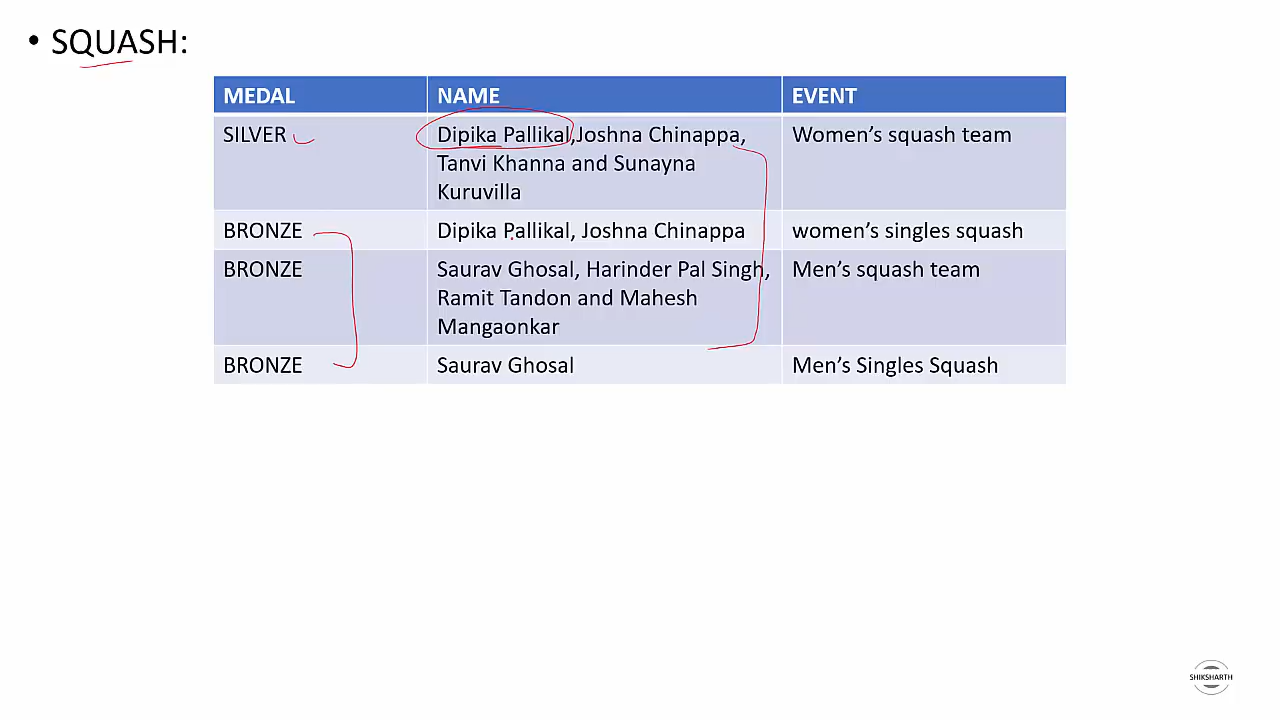 • SQUASH:
MEDAL NAME EVENT
SILVER Dipika Pallikal,Joshna Chinappa, Women’s squash team
Tanvi Khanna and Sunayna
Kuruvilla
BRONZE Dipika Pallikal, Joshna Chinappa women’s singles squash
BRONZE Saurav Ghosal, Harinder Pal Singh, Men’s squash team
Ramit Tandon and Mahesh
Mangaonkar
BRONZE Saurav Ghosal Men’s Singles Squash
SHIKSHARTH